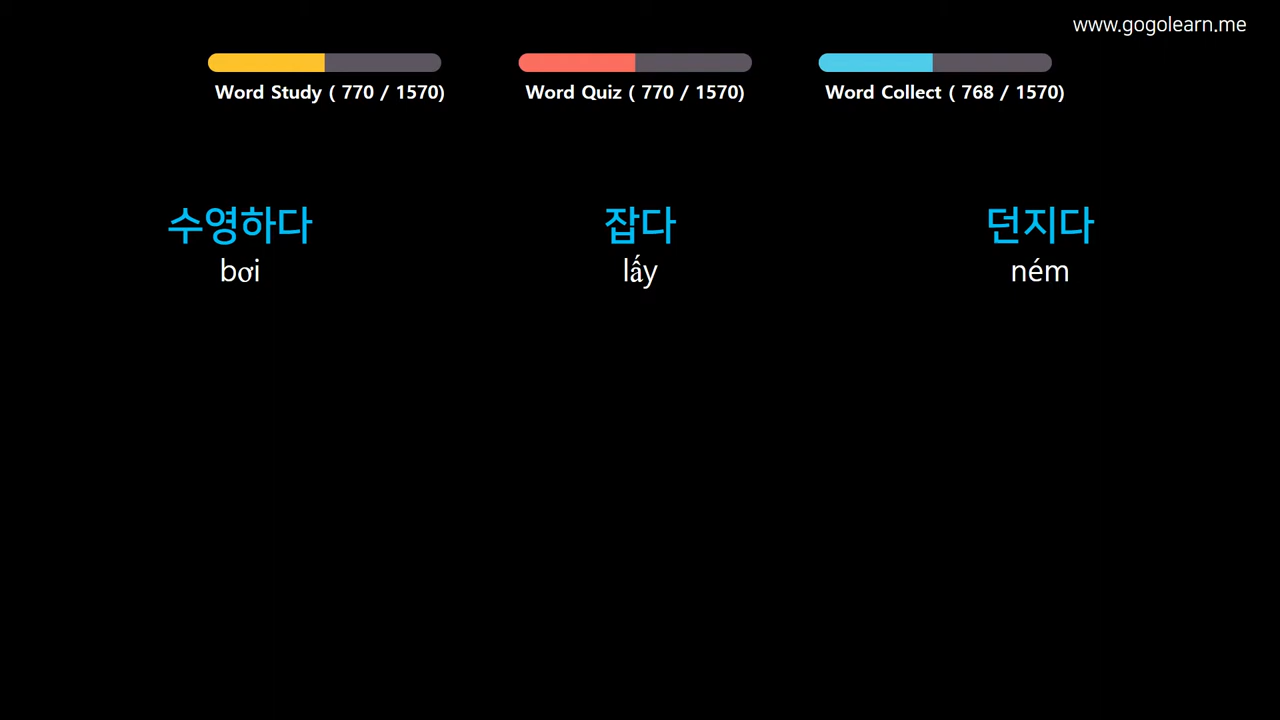 www.gogolearn.me
Word Study ( 770 / 1570)
Word Quiz ( 770 / 1570)
Word Collect ( 768 / 1570)
수영하다
bơi
잡다
lấy
던지다
ném